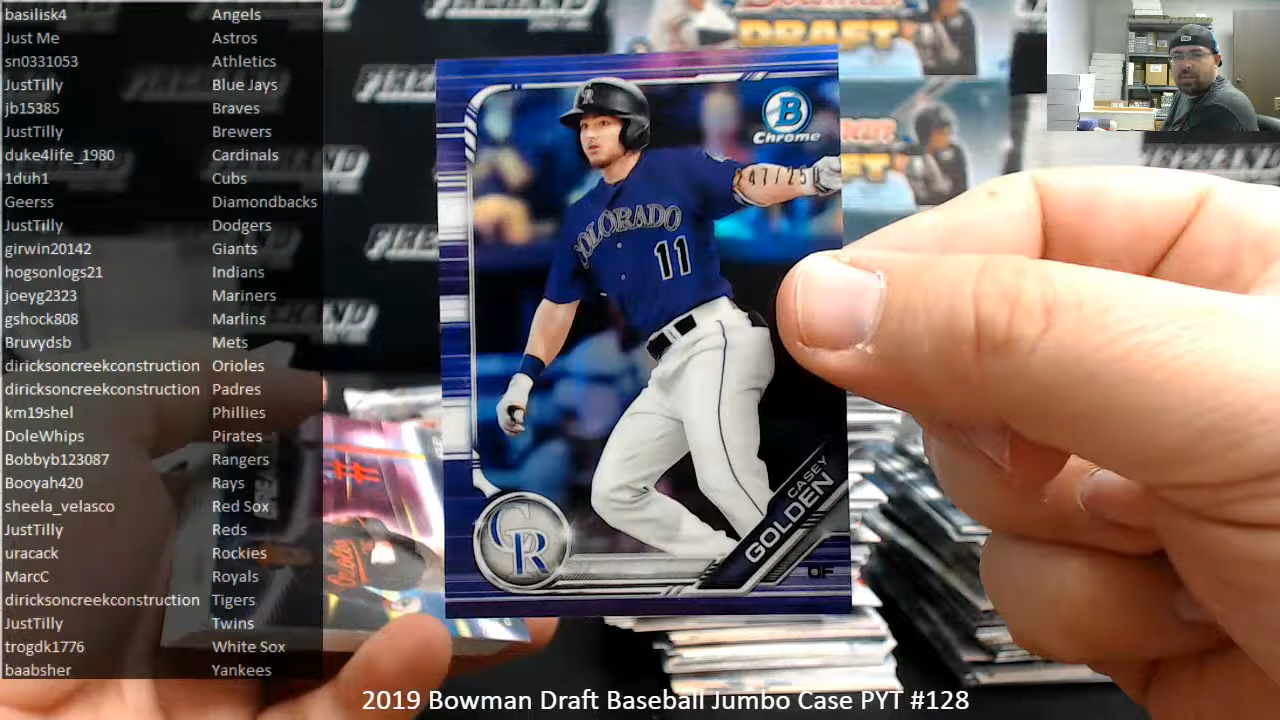 basilisk4 Angels
Just Me Astros
sn0331053 Athletics
JustTilly Blue Jays
jb15385 Braves
JustTilly Brewers
duke4life_1980 Cardinals
1duh1 Cubs
Geerss Diamondbacks
JustTilly Dodgers
girwin20142 Giants
hogsonlogs21 Indians
joeyg2323 Mariners
gshock808 Marlins
Bruvydsb Mets
diricksoncreekconstruction Orioles
diricksoncreekconstruction Padres
km19shel Phillies
DoleWhips Pirates
Bobbyb123087 Rangers
Booyah420 Rays
sheela_velasco Red Sox
JustTilly Reds
uracack Rockies
MarcC Royals
diricksoncreekconstruction Tigers
JustTilly Twins
trogdk1776 White Sox
baabsher Yankees
DRAFT
B
Chrome
247/250
COLORADO
11
CR
CASEY
GOLDEN
OF
Orioles
2019 Bowman Draft Baseball Jumbo Case PYT #128